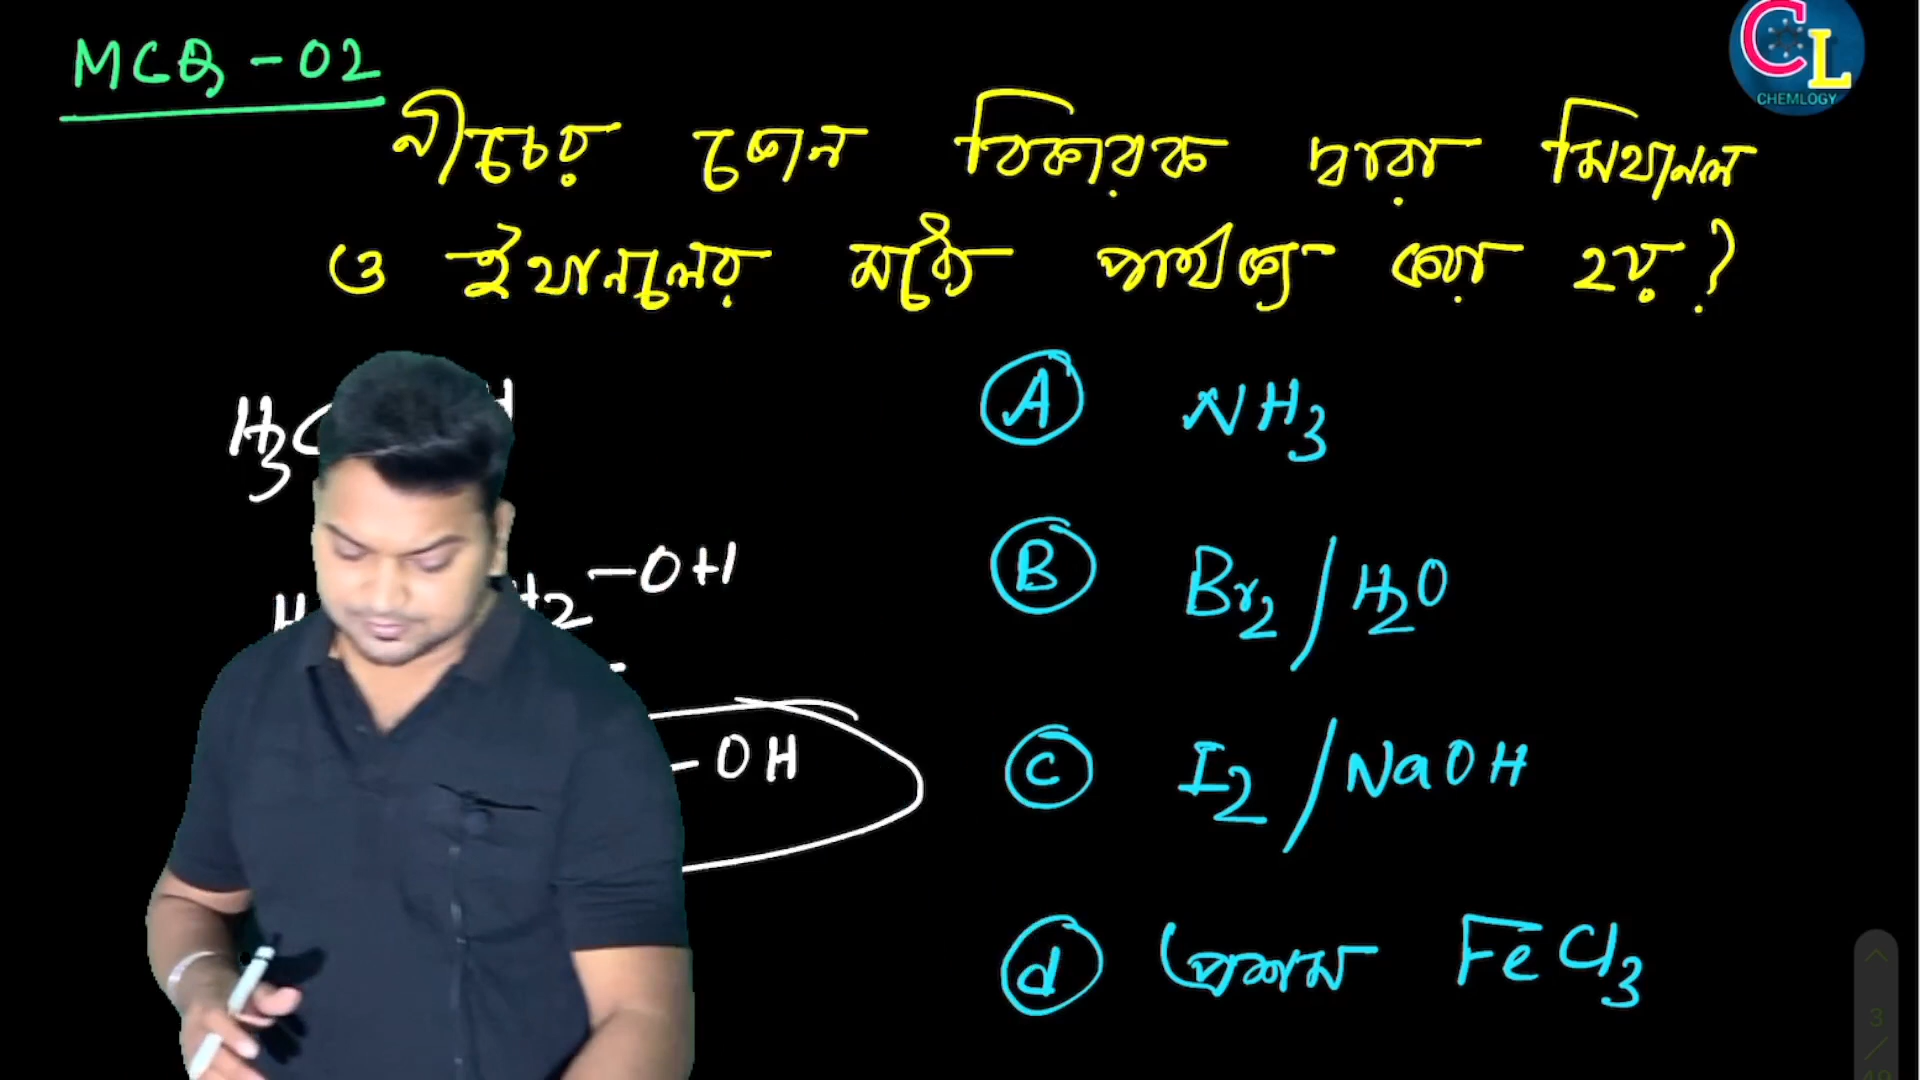 MCQ-02
CL
CHEMLOGY
নীচের কোন বিকারক দ্বারা মিথানল
ও ইথানলের মধ্যে পার্থক্য করা হয়?
A NH3
B Br2/H2O
C I2/NaOH
d প্রশম FeCl3
H3C
-OH
-OH
3
/